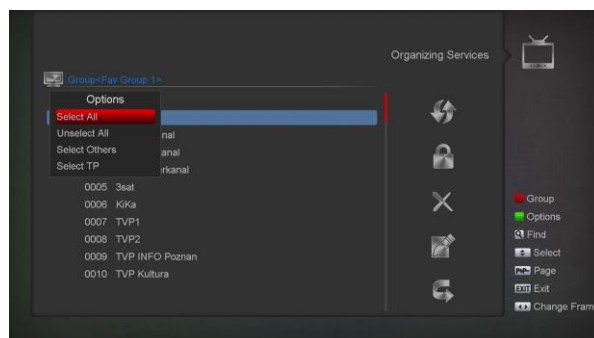 Organizing Services
Group<Fav Group 1>
Options
Select All
Unselect All
nal
Select Others
anal
Select TP
rkanal
0005 3sat
0006 KiKa
0007 TVP1
0008 TVP2
0009 TVP INFO Poznan
0010 TVP Kultura
Group
Options
Find
Select
Page
EXIT Exit
Change Fram